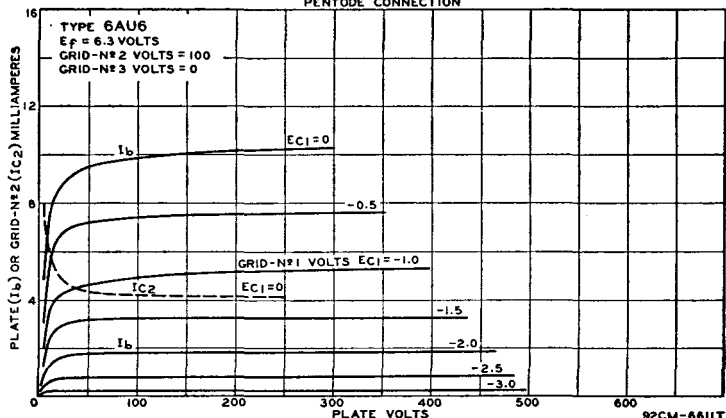 PENTODE CONNECTION
TYPE 6AU6
Ef = 6.3 VOLTS
GRID-Nº2 VOLTS = 100
GRID-Nº3 VOLTS = 0
PLATE (Ib) OR GRID-Nº2 (IC2) MILLIAMPERES
16
12
8
4
0
Ib
EC1=0
-0.5
GRID-Nº1 VOLTS EC1=-1.0
IC2
EC1=0
-1.5
Ib
-2.0
-2.5
-3.0
0
100
200
300
400
500
600
700
PLATE VOLTS
92CM-6611T